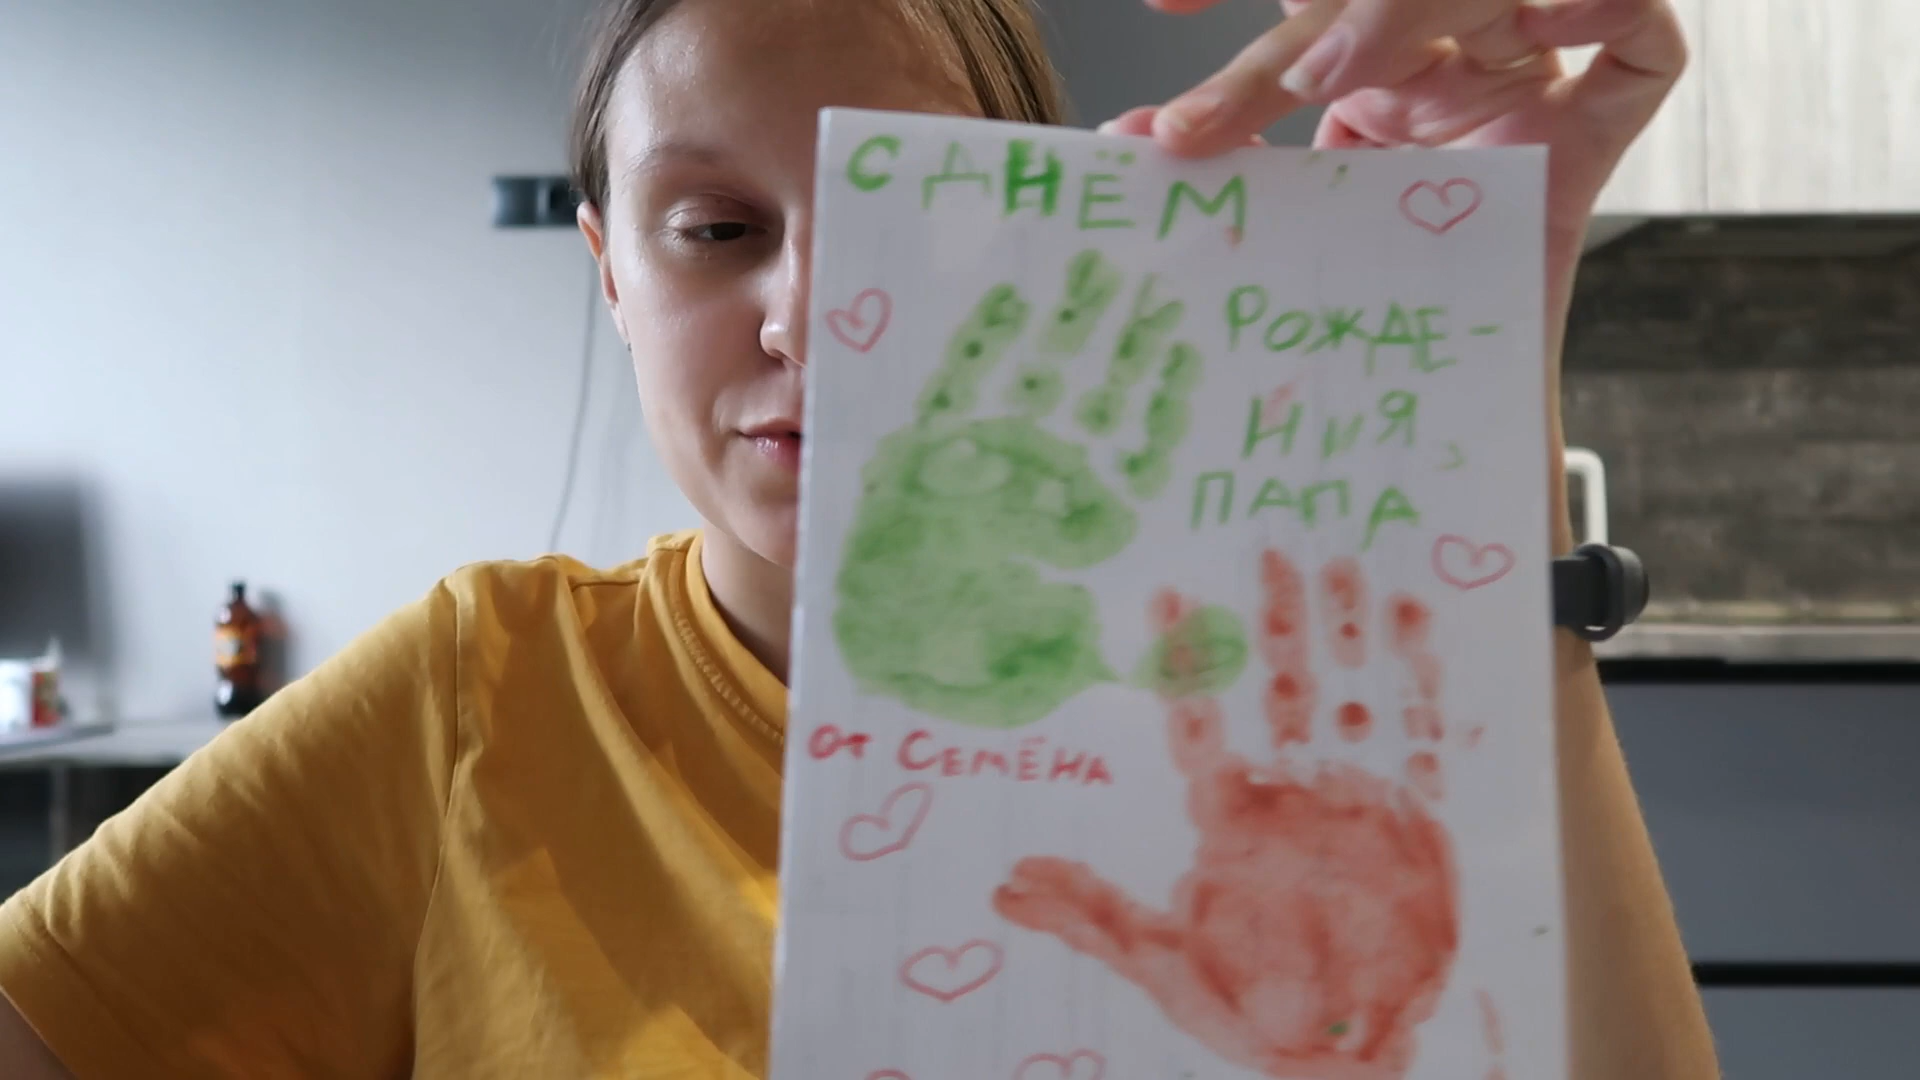 С ДНЁМ
РОЖДЕ-
НИЯ,
ПАПА
от СЕМЁНА